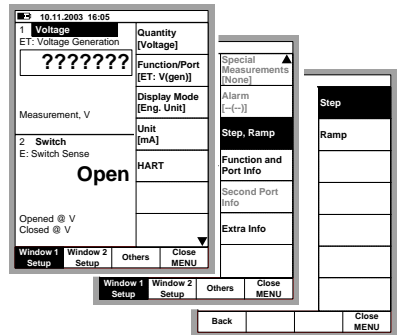 10.11.2003 16:05
1 Voltage
ET: Voltage Generation
???????
Measurement, V
2 Switch
E: Switch Sense
Open
Opened @ V
Closed @ V
Quantity
[Voltage]
Function/Port
[ET: V(gen)]
Display Mode
[Eng. Unit]
Unit
[mA]
HART
Window 1
Setup
Window 2
Setup
Others
Close
MENU
Special
Measurements
[None]
Alarm
[--(--)]
Step, Ramp
Function and
Port Info
Second Port
Info
Extra Info
Window 1
Setup
Window 2
Setup
Others
Close
MENU
Step
Ramp
Back
Close
MENU